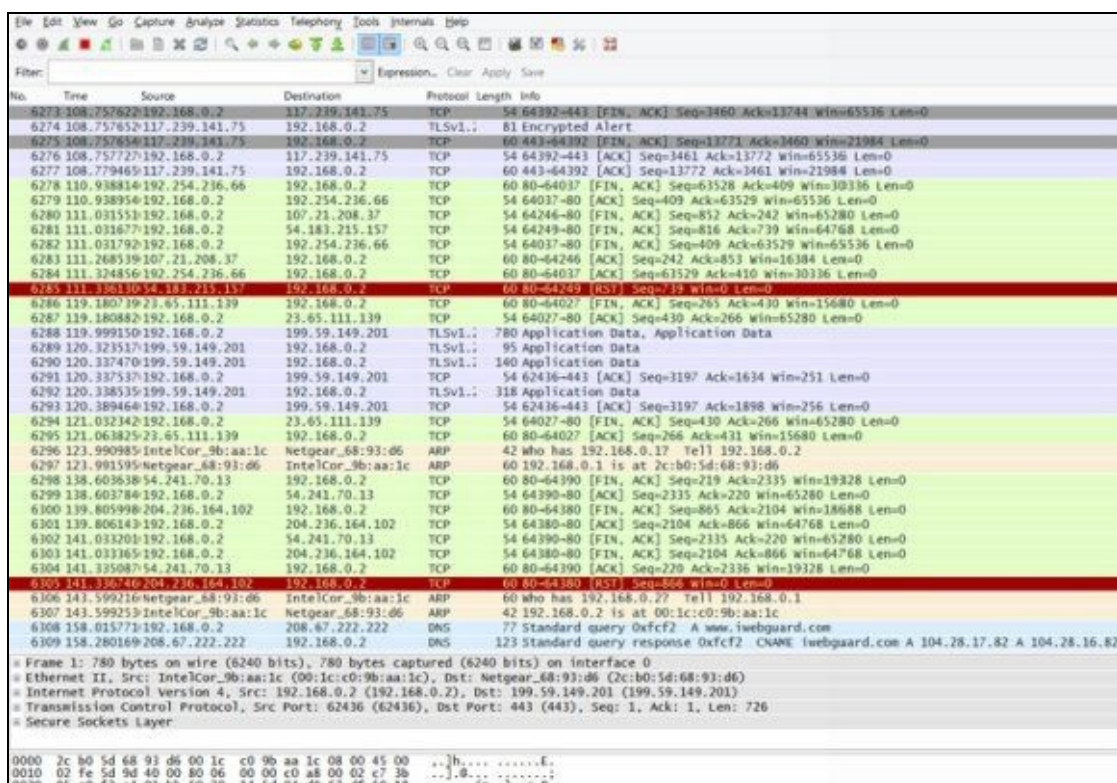 File Edit View Go Capture Analyze Statistics Telephony Tools Internals Help
Filter: Expression... Clear Apply Save
No. Time Source Destination Protocol Length Info
6273 108.757622 192.168.0.2 117.239.141.75 TCP 54 64392→443 [FIN, ACK] Seq=3460 Ack=13744 Win=65536 Len=0
6274 108.757652 117.239.141.75 192.168.0.2 TLSv1.2 81 Encrypted Alert
6275 108.757654 117.239.141.75 192.168.0.2 TCP 60 443→64392 [FIN, ACK] Seq=13771 Ack=3460 Win=21984 Len=0
6276 108.757727 192.168.0.2 117.239.141.75 TCP 54 64392→443 [ACK] Seq=3461 Ack=13772 Win=65536 Len=0
6277 108.779465 117.239.141.75 192.168.0.2 TCP 60 443→64392 [ACK] Seq=13772 Ack=3461 Win=21984 Len=0
6278 110.938814 192.254.236.66 192.168.0.2 TCP 60 80→64037 [FIN, ACK] Seq=63528 Ack=409 Win=30336 Len=0
6279 110.938954 192.168.0.2 192.254.236.66 TCP 54 64037→80 [ACK] Seq=409 Ack=63529 Win=65536 Len=0
6280 111.031551 192.168.0.2 107.21.208.37 TCP 54 64246→80 [FIN, ACK] Seq=852 Ack=242 Win=65280 Len=0
6281 111.031677 192.168.0.2 54.183.215.157 TCP 54 64249→80 [FIN, ACK] Seq=816 Ack=739 Win=64768 Len=0
6282 111.031792 192.168.0.2 192.254.236.66 TCP 54 64037→80 [FIN, ACK] Seq=409 Ack=63529 Win=65536 Len=0
6283 111.268539 107.21.208.37 192.168.0.2 TCP 60 80→64246 [ACK] Seq=242 Ack=853 Win=16384 Len=0
6284 111.324856 192.254.236.66 192.168.0.2 TCP 60 80→64037 [ACK] Seq=63529 Ack=410 Win=30336 Len=0
6285 111.336130 54.183.215.157 192.168.0.2 TCP 60 80→64249 [RST] Seq=739 Win=0 Len=0
6286 119.180739 23.65.111.139 192.168.0.2 TCP 60 80→64027 [FIN, ACK] Seq=265 Ack=430 Win=15680 Len=0
6287 119.180882 192.168.0.2 23.65.111.139 TCP 54 64027→80 [ACK] Seq=430 Ack=266 Win=65280 Len=0
6288 119.999150 192.168.0.2 199.59.149.201 TLSv1.2 780 Application Data, Application Data
6289 120.323517 199.59.149.201 192.168.0.2 TLSv1.2 95 Application Data
6290 120.337470 199.59.149.201 192.168.0.2 TLSv1.2 140 Application Data
6291 120.337537 192.168.0.2 199.59.149.201 TCP 54 62436→443 [ACK] Seq=3197 Ack=1634 Win=251 Len=0
6292 120.338535 199.59.149.201 192.168.0.2 TLSv1.2 318 Application Data
6293 120.389464 192.168.0.2 199.59.149.201 TCP 54 62436→443 [ACK] Seq=3197 Ack=1898 Win=256 Len=0
6294 121.032342 192.168.0.2 23.65.111.139 TCP 54 64027→80 [FIN, ACK] Seq=430 Ack=266 Win=65280 Len=0
6295 121.063825 23.65.111.139 192.168.0.2 TCP 60 80→64027 [ACK] Seq=266 Ack=431 Win=15680 Len=0
6296 123.990985 IntelCor_9b:aa:1c Netgear_68:93:d6 ARP 42 Who has 192.168.0.1? Tell 192.168.0.2
6297 123.991595 Netgear_68:93:d6 IntelCor_9b:aa:1c ARP 60 192.168.0.1 is at 2c:b0:5d:68:93:d6
6298 138.603638 54.241.70.13 192.168.0.2 TCP 60 80→64390 [FIN, ACK] Seq=219 Ack=2335 Win=19328 Len=0
6299 138.603784 192.168.0.2 54.241.70.13 TCP 54 64390→80 [ACK] Seq=2335 Ack=220 Win=65280 Len=0
6300 139.805998 204.236.164.102 192.168.0.2 TCP 60 80→64380 [FIN, ACK] Seq=865 Ack=2104 Win=18688 Len=0
6301 139.806143 192.168.0.2 204.236.164.102 TCP 54 64380→80 [ACK] Seq=2104 Ack=866 Win=64768 Len=0
6302 141.033201 192.168.0.2 54.241.70.13 TCP 54 64390→80 [FIN, ACK] Seq=2335 Ack=220 Win=65280 Len=0
6303 141.033365 192.168.0.2 204.236.164.102 TCP 54 64380→80 [FIN, ACK] Seq=2104 Ack=866 Win=64768 Len=0
6304 141.335087 54.241.70.13 192.168.0.2 TCP 60 80→64390 [ACK] Seq=220 Ack=2336 Win=19328 Len=0
6305 141.336746 204.236.164.102 192.168.0.2 TCP 60 80→64380 [RST] Seq=866 Win=0 Len=0
6306 143.599216 Netgear_68:93:d6 IntelCor_9b:aa:1c ARP 60 Who has 192.168.0.2? Tell 192.168.0.1
6307 143.599253 IntelCor_9b:aa:1c Netgear_68:93:d6 ARP 42 192.168.0.2 is at 00:1c:c0:9b:aa:1c
6308 158.015771 192.168.0.2 208.67.222.222 DNS 77 Standard query 0xfcf2 A www.iwebguard.com
6309 158.280169 208.67.222.222 192.168.0.2 DNS 123 Standard query response 0xfcf2 CNAME iwebguard.com A 104.28.17.82 A 104.28.16.82
Frame 1: 780 bytes on wire (6240 bits), 780 bytes captured (6240 bits) on interface 0
Ethernet II, Src: IntelCor_9b:aa:1c (00:1c:c0:9b:aa:1c), Dst: Netgear_68:93:d6 (2c:b0:5d:68:93:d6)
Internet Protocol Version 4, Src: 192.168.0.2 (192.168.0.2), Dst: 199.59.149.201 (199.59.149.201)
Transmission Control Protocol, Src Port: 62436 (62436), Dst Port: 443 (443), Seq: 1, Ack: 1, Len: 726
Secure Sockets Layer
0000 2c b0 5d 68 93 d6 00 1c c0 9b aa 1c 08 00 45 00 ,.]h.... ......E.
0010 02 fe 5d 9d 40 00 80 06 00 00 c0 a8 00 02 c7 3b ..].@... .......;